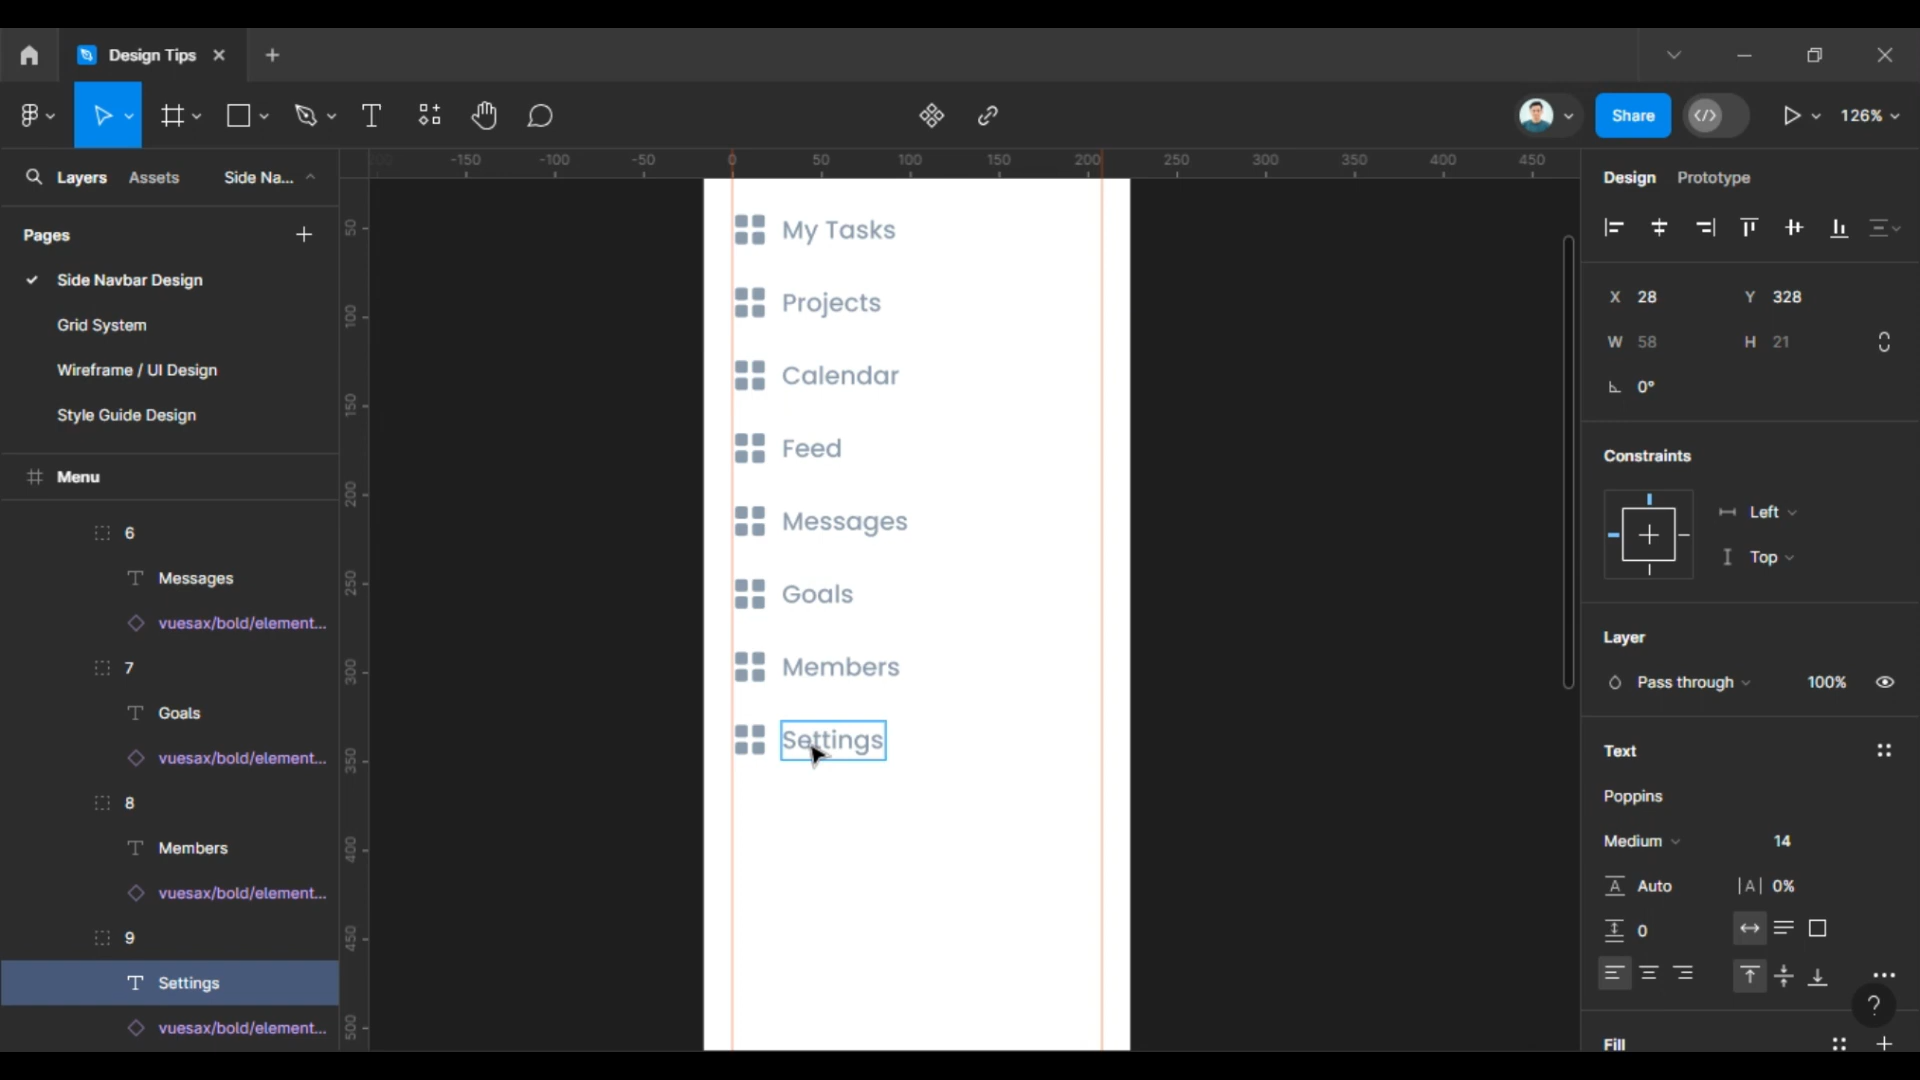 Design Tips
Share
126%
Layers Assets Side Na...
-150 -100 -50 0 50 100 150 200 250 300 350 400 450
Design Prototype
Pages
Side Navbar Design
Grid System
Wireframe / UI Design
Style Guide Design
Menu
6
Messages
vuesax/bold/element...
7
Goals
vuesax/bold/element...
8
Members
vuesax/bold/element...
9
Settings
vuesax/bold/element...
50
100
150
200
250
300
350
400
450
500
My Tasks
Projects
Calendar
Feed
Messages
Goals
Members
Settings
X 28 Y 328
W 58 H 21
0°
Constraints
Left
Top
Layer
Pass through 100%
Text
Poppins
Medium 14
A Auto |A| 0%
0
?
Fill